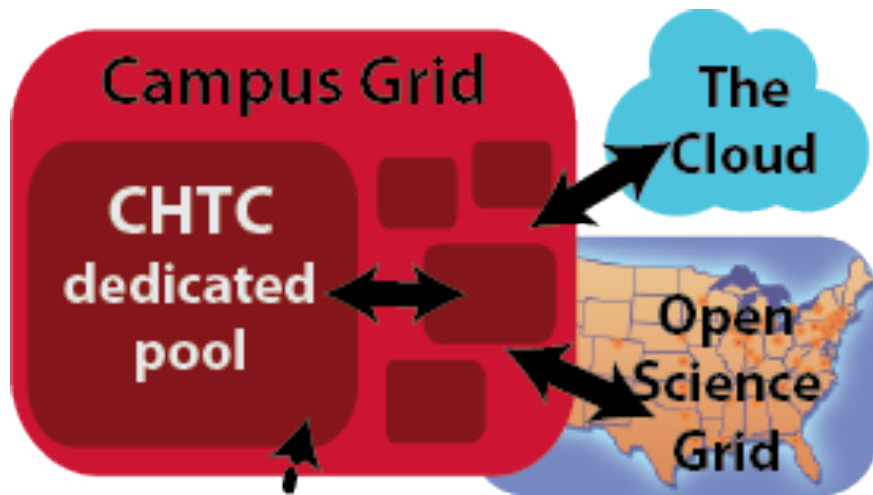 Campus Grid
CHTC
dedicated
pool
The
Cloud
Open
Science
Grid